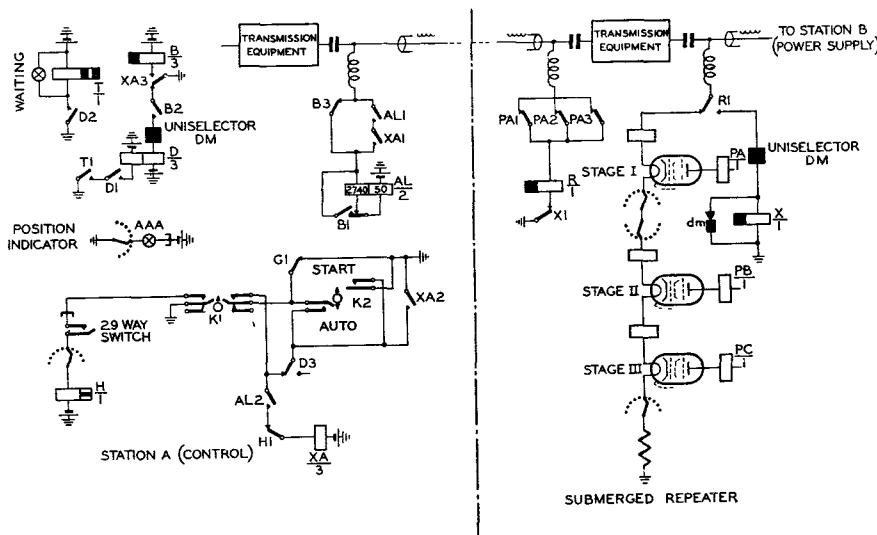 WAITING
T
1
D2
T1
D1
B
3
XA3
B2
UNISELECTOR
DM
D
3
POSITION
INDICATOR
AAA
TRANSMISSION
EQUIPMENT
B3
AL1
XA1
2740 50
AL
2
B1
G1
START
K2
XA2
K1
AUTO
29 WAY
SWITCH
D3
H
1
AL2
H1
XA
3
STATION A (CONTROL)
TRANSMISSION
EQUIPMENT
TO STATION B
(POWER SUPPLY)
PA1 PA2 PA3
R1
R
1
X1
STAGE I
PA
1
UNISELECTOR
DM
dm
X
1
STAGE II
PB
1
STAGE III
PC
1
SUBMERGED REPEATER